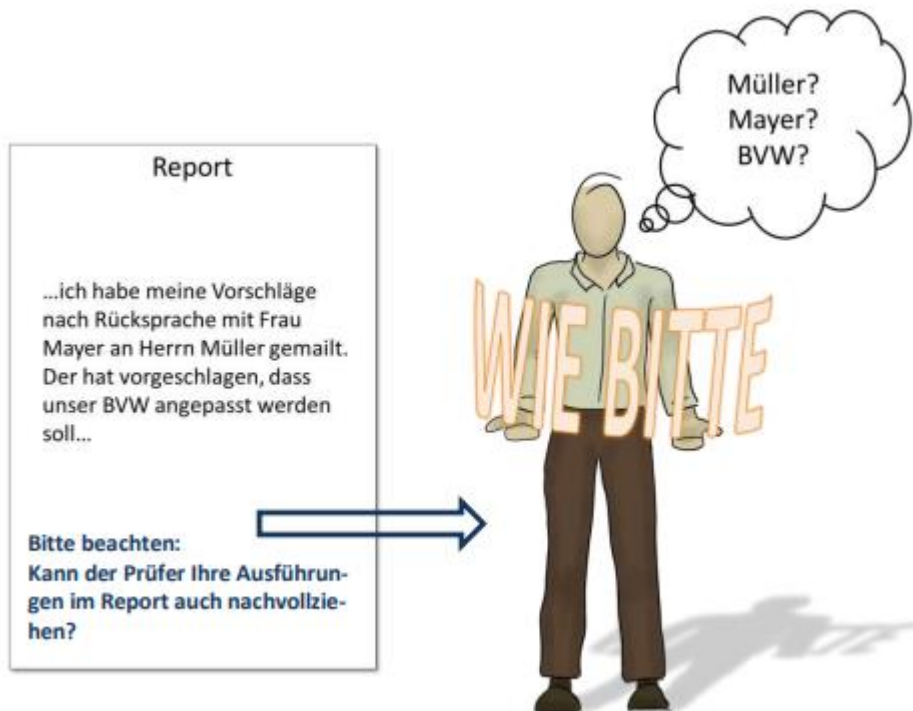 Report
...ich habe meine Vorschläge
nach Rücksprache mit Frau
Mayer an Herrn Müller gemailt.
Der hat vorgeschlagen, dass
unser BVW angepasst werden
soll...
Bitte beachten:
Kann der Prüfer Ihre Ausführun-
gen im Report auch nachvollzie-
hen?
Müller?
Mayer?
BVW?
WIE BITTE